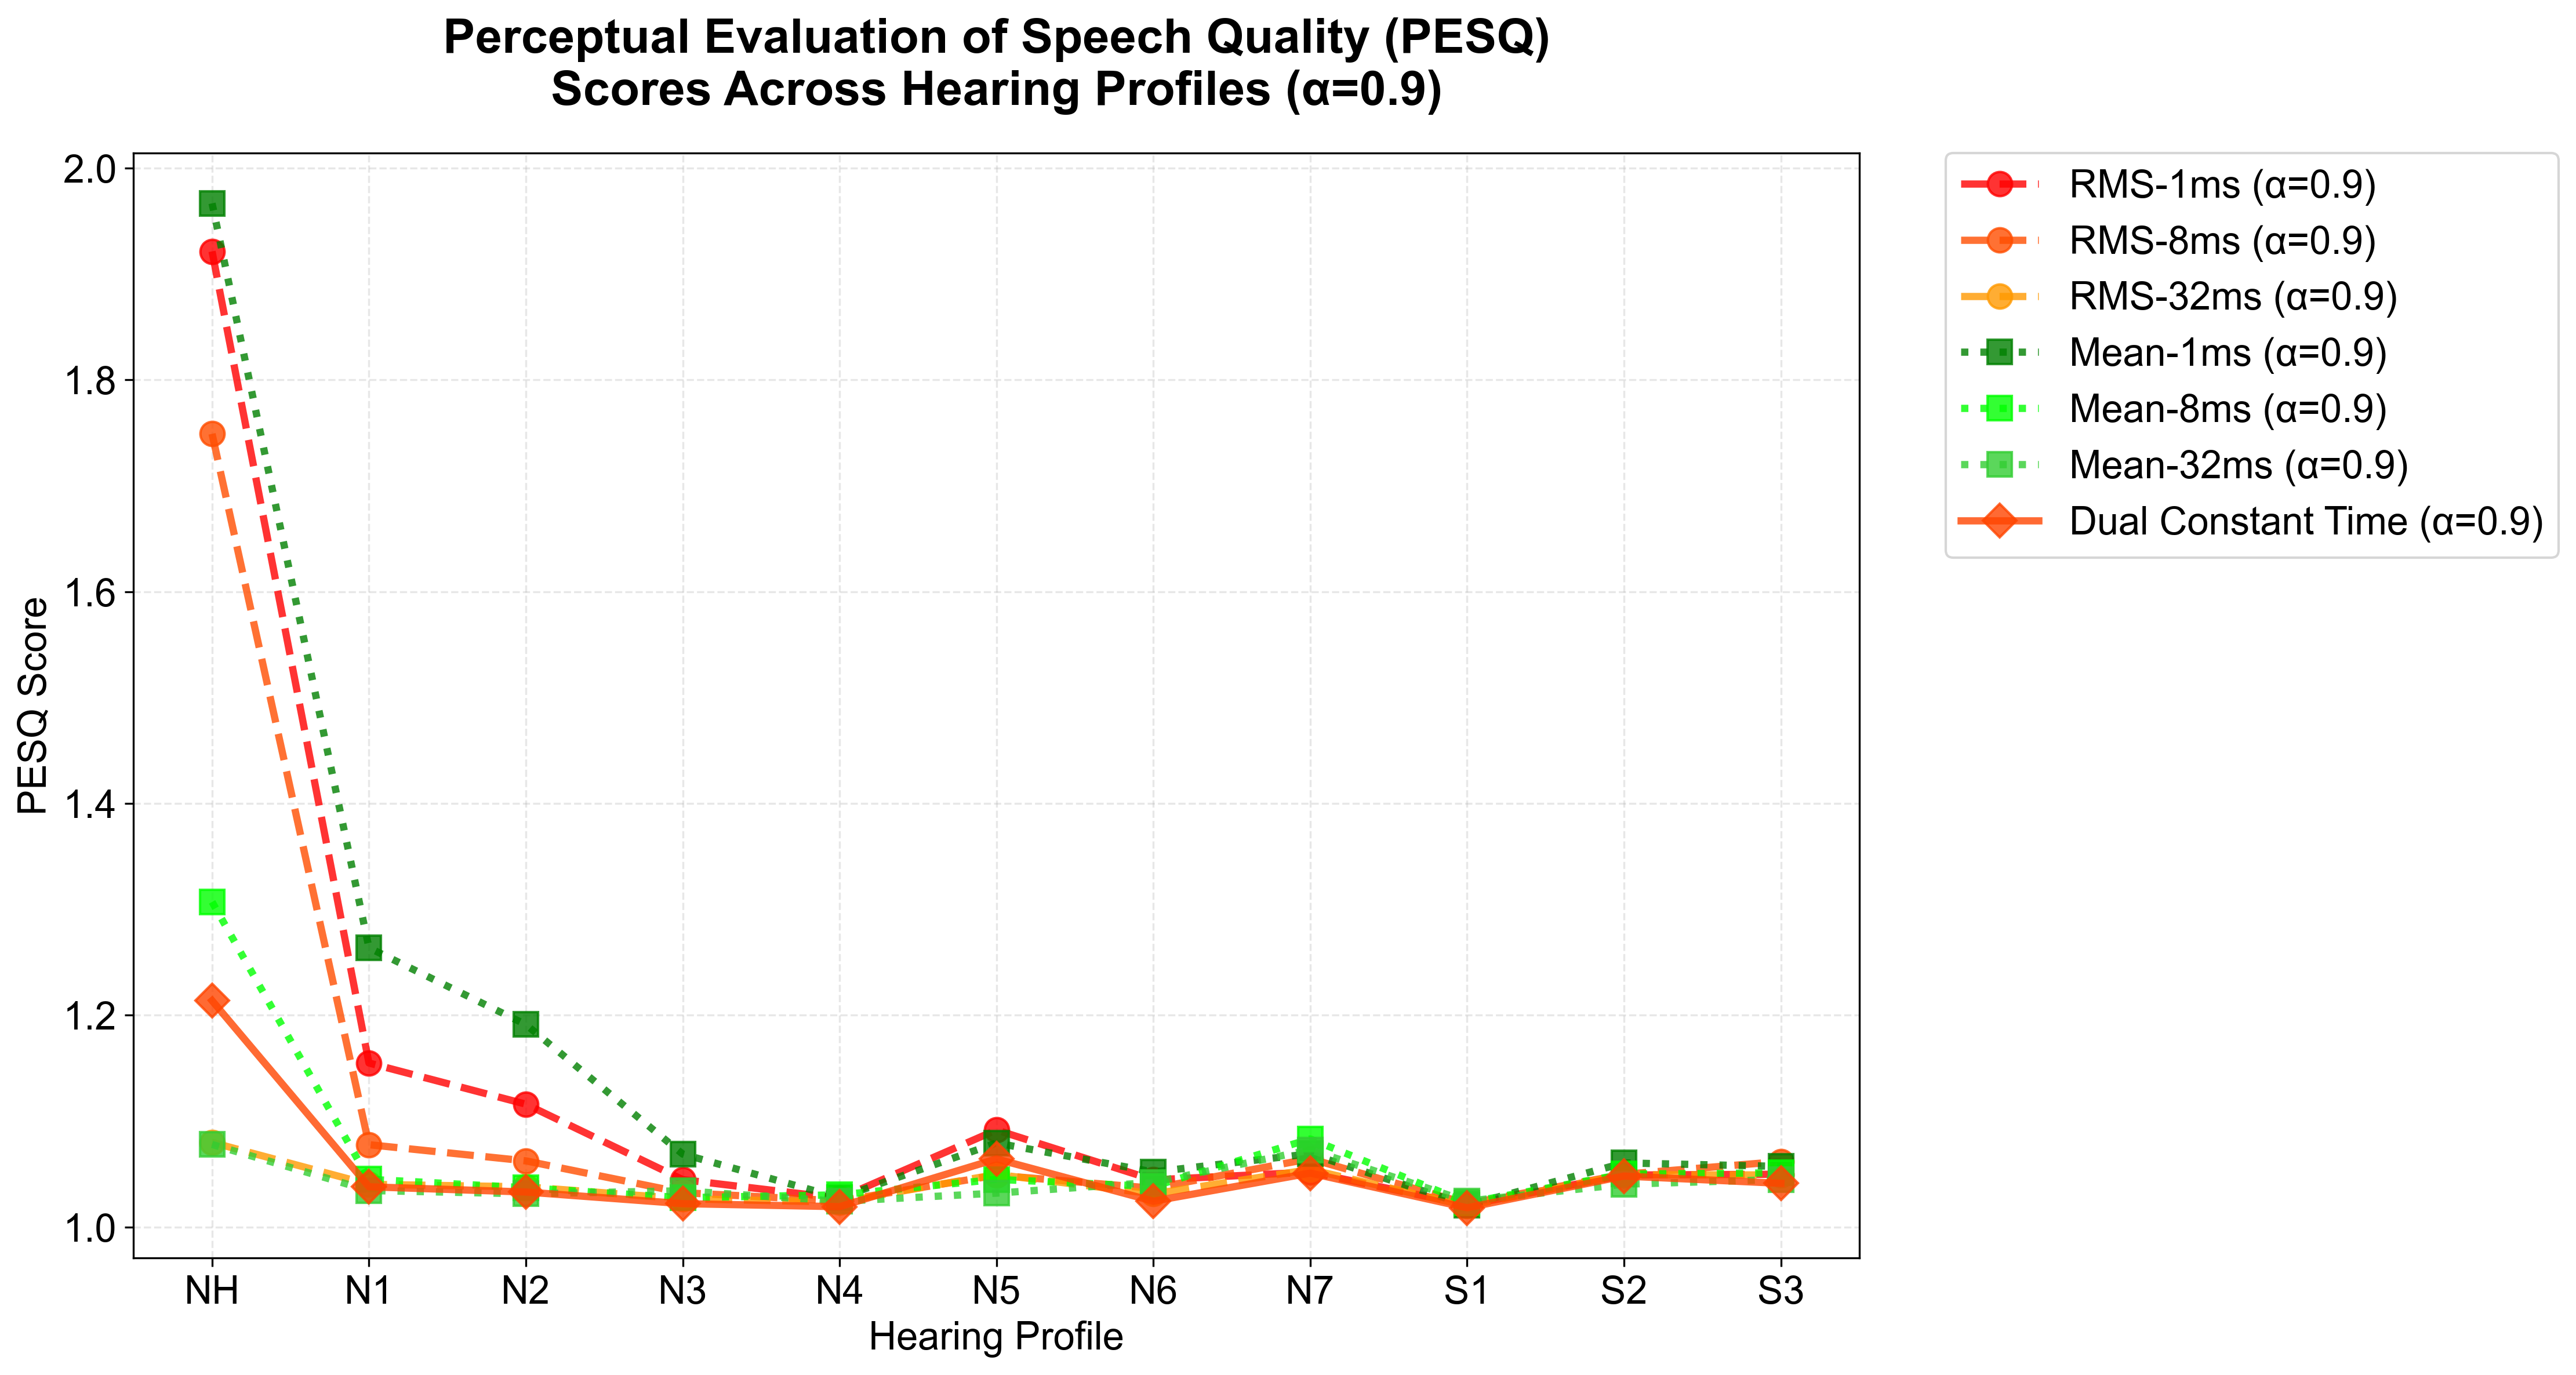 Perceptual Evaluation of Speech Quality (PESQ)
Scores Across Hearing Profiles (α=0.9)
PESQ Score
2.0
1.8
1.6
1.4
1.2
1.0
NH N1 N2 N3 N4 N5 N6 N7 S1 S2 S3
Hearing Profile
RMS-1ms (α=0.9)
RMS-8ms (α=0.9)
RMS-32ms (α=0.9)
Mean-1ms (α=0.9)
Mean-8ms (α=0.9)
Mean-32ms (α=0.9)
Dual Constant Time (α=0.9)